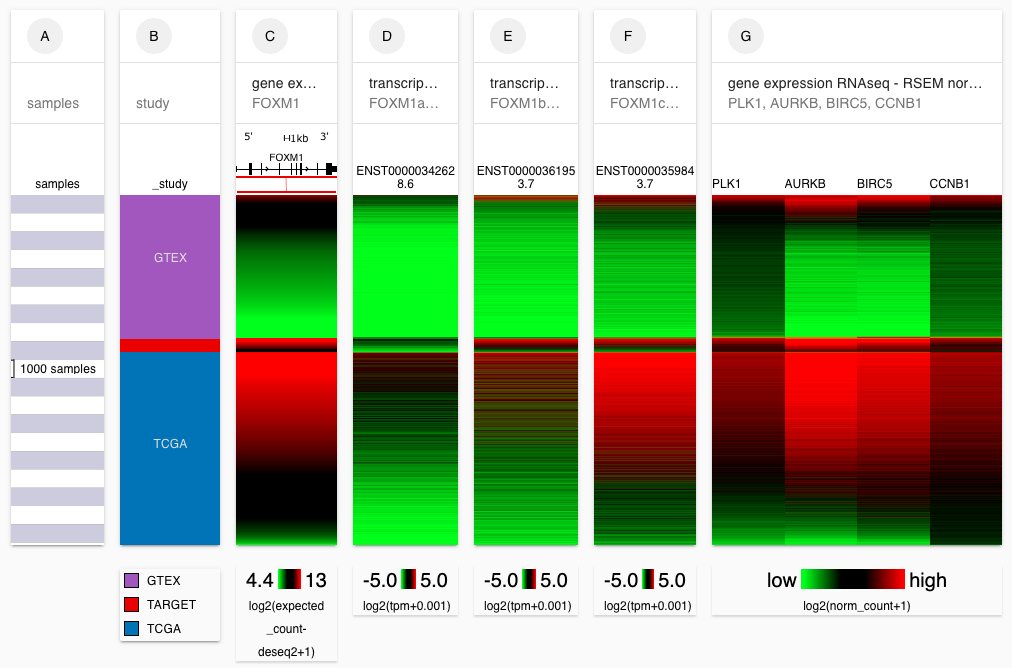 A
B
C
D
E
F
G
samples
study
gene ex…
FOXM1
transcrip…
FOXM1a…
transcrip…
FOXM1b…
transcrip…
FOXM1c…
gene expression RNAseq - RSEM nor…
PLK1, AURKB, BIRC5, CCNB1
5' 1kb 3'
FOXM1
samples
_study
ENST0000034262
8.6
ENST0000036195
3.7
ENST0000035984
3.7
PLK1 AURKB BIRC5 CCNB1
GTEX
1000 samples
TCGA
GTEX
TARGET
TCGA
4.4 13
log2(expected
_count-
deseq2+1)
-5.0 5.0
log2(tpm+0.001)
-5.0 5.0
log2(tpm+0.001)
-5.0 5.0
log2(tpm+0.001)
low high
log2(norm_count+1)